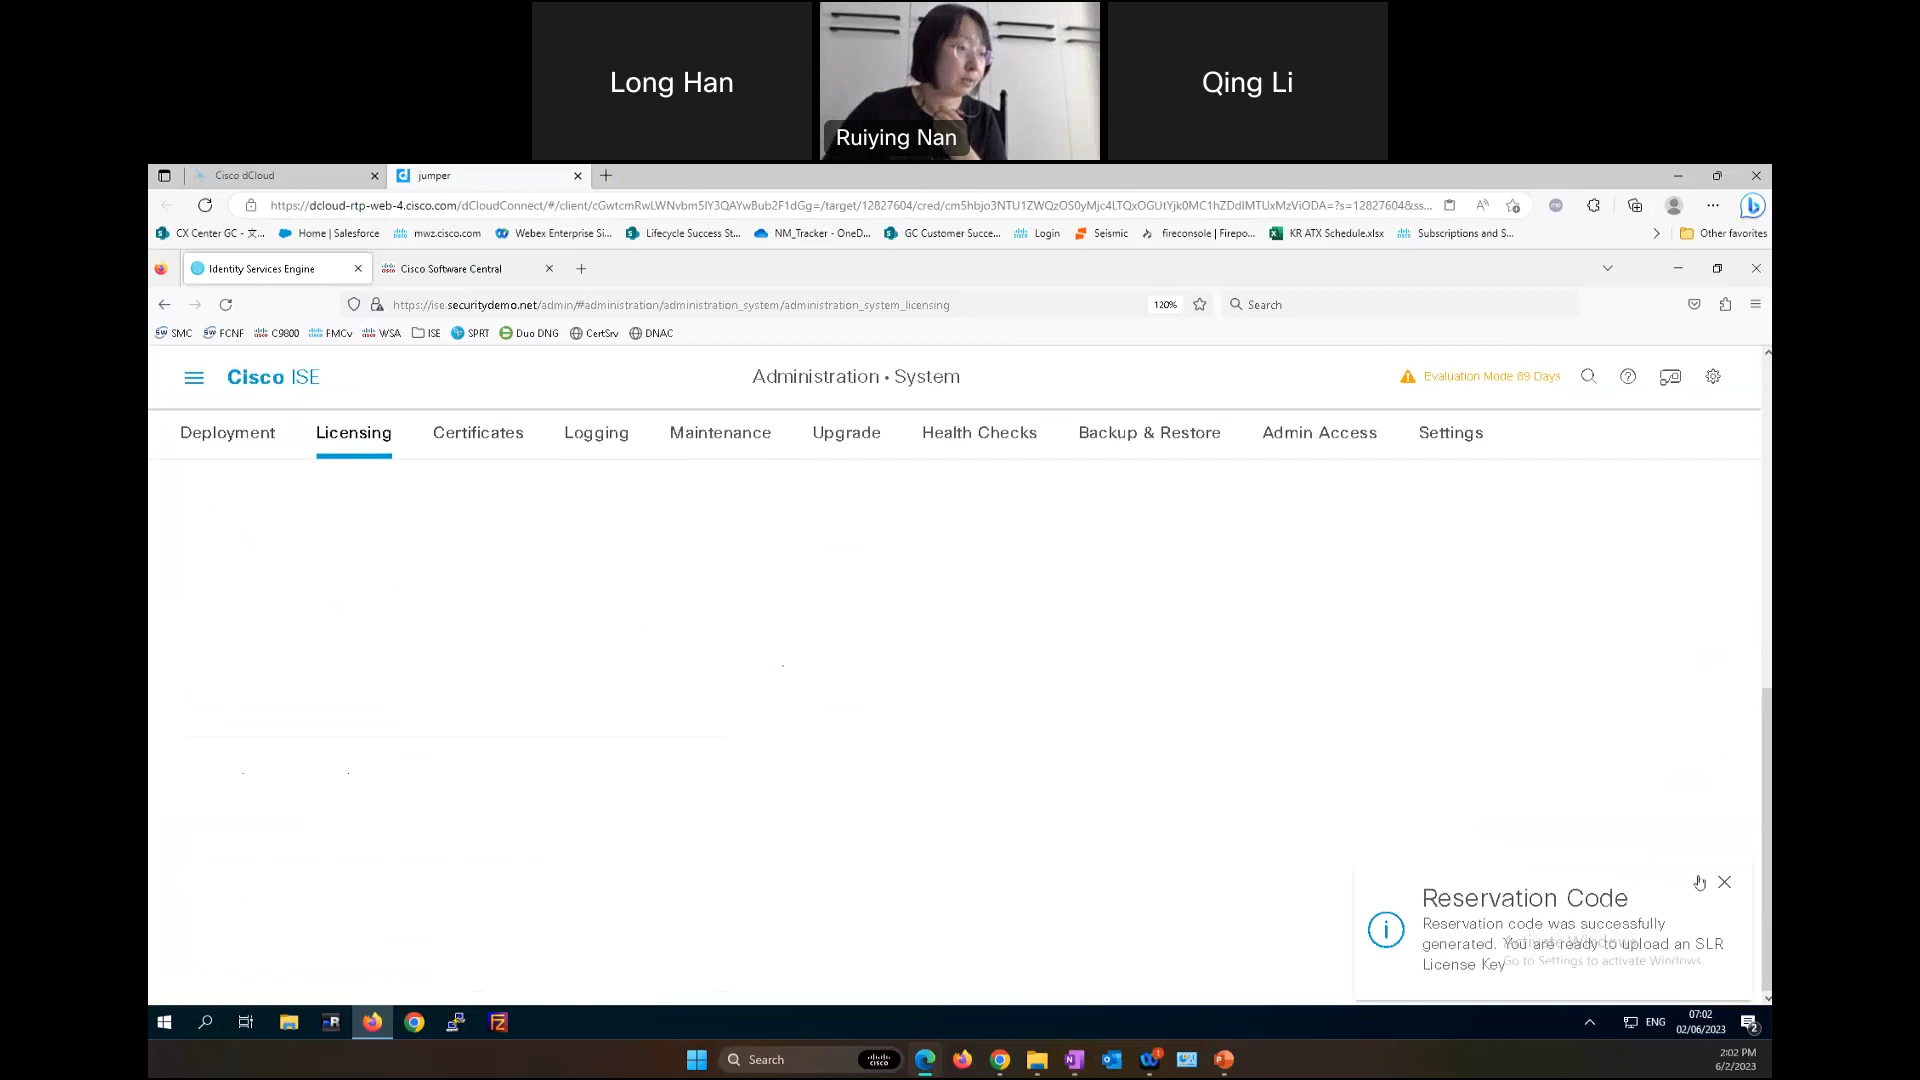 Long Han
Ruiying Nan
Qing Li
Cisco dCloud
jumper
https://dcloud-rtp-web-4.cisco.com/dCloudConnect/#/client/
CX Center GC - 文...
Home | Salesforce
mwz.cisco.com
Webex Enterprise Si...
Lifecycle Success St...
NM_Tracker - OneD...
GC Customer Succe...
Login
Seismic
fireconsole | Firepo...
KR ATX Schedule.xlsx
Subscriptions and S...
Other favorites
Identity Services Engine
Cisco Software Central
https://ise.securitydemo.net/admin/#administration/administration_system/administration_system_licensing
120%
Search
SMC
FCNF
C9800
FMCv
WSA
ISE
SPRT
Duo DNG
CertSrv
DNAC
Cisco ISE
Administration • System
Evaluation Mode 89 Days
Deployment
Licensing
Certificates
Logging
Maintenance
Upgrade
Health Checks
Backup & Restore
Admin Access
Settings
Reservation Code
Reservation code was successfully
generated. You are ready to upload an SLR
License Key
Activate Windows
Go to Settings to activate Windows.
ENG
07:02
02/06/2023
2
Search
cisco
1
2:02 PM
6/2/2023